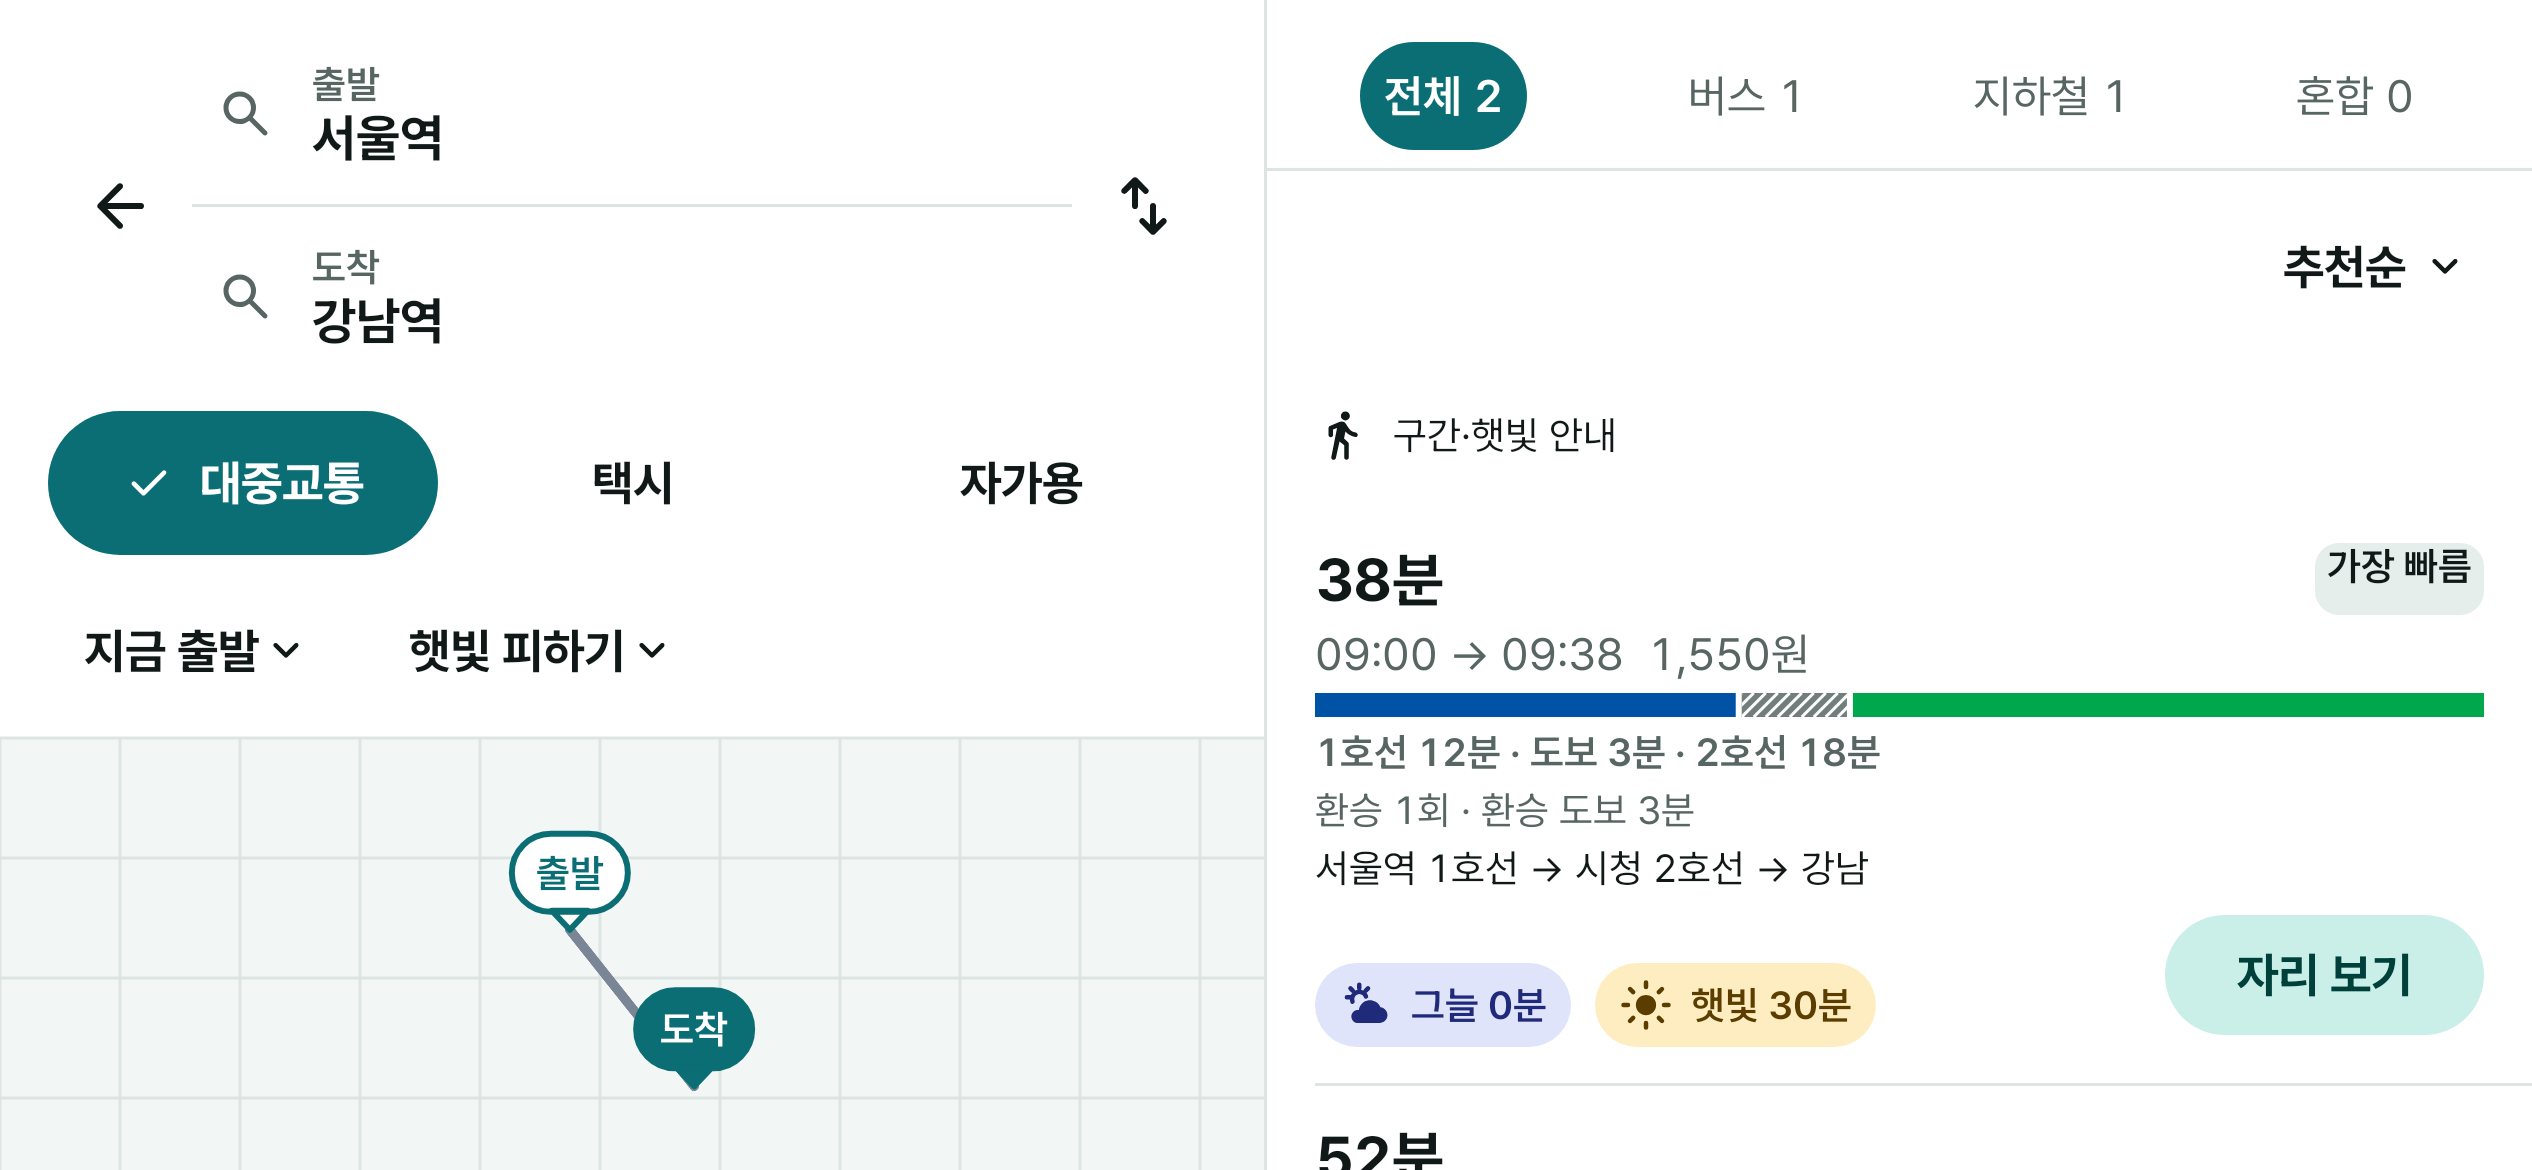 출발
서울역
도착
강남역
대중교통
택시
자가용
지금 출발
햇빛 피하기
출발
도착
전체 2
버스 1
지하철 1
혼합 0
추천순
구간·햇빛 안내
38분
가장 빠름
09:00 → 09:38 1,550원
1호선 12분 · 도보 3분 · 2호선 18분
환승 1회 · 환승 도보 3분
서울역 1호선 → 시청 2호선 → 강남
그늘 0분
햇빛 30분
자리 보기
52분